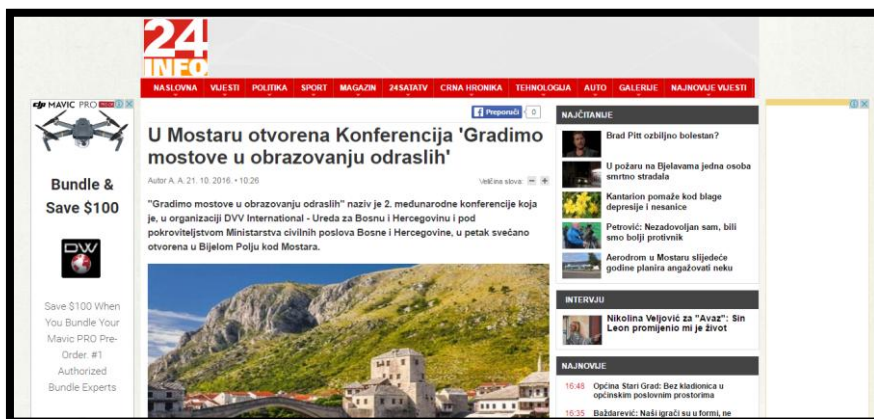 24
INFO
NASLOVNA VIJESTI POLITIKA SPORT MAGAZIN 24SATATV CRNA HRONIKA TEHNOLOGIJA AUTO GALERIJE NAJNOVIJE VIJESTI
MAVIC PRO
Bundle &
Save $100
DW
Save $100 When
You Bundle Your
Mavic PRO Pre-
Order. #1
Authorized
Bundle Experts
Preporuči 0
U Mostaru otvorena Konferencija 'Gradimo
mostove u obrazovanju odraslih'
Autor A. A. 21. 10. 2016. • 10:26
Veličina slova:
"Gradimo mostove u obrazovanju odraslih" naziv je 2. međunarodne konferencije koja
je, u organizaciji DVV International - Ureda za Bosnu i Hercegovinu i pod
pokroviteljstvom Ministarstva civilnih poslova Bosne i Hercegovine, u petak svečano
otvorena u Bijelom Polju kod Mostara.
NAJČITANIJE
Brad Pitt ozbiljno bolestan?
U požaru na Bjelavama jedna osoba
smrtno stradala
Kantarion pomaže kod blage
depresije i nesanice
Petrović: Nezadovoljan sam, bili
smo bolji protivnik
Aerodrom u Mostaru slijedeće
godine planira angažovati neku
INTERVJU
Nikolina Veljović za "Avaz": Sin
Leon promijenio mi je život
NAJNOVIJE
16:48 Općina Stari Grad: Bez kladionica u
općinskim poslovnim prostorima
16:35 Baždarević: Naši igrači su u formi, ne